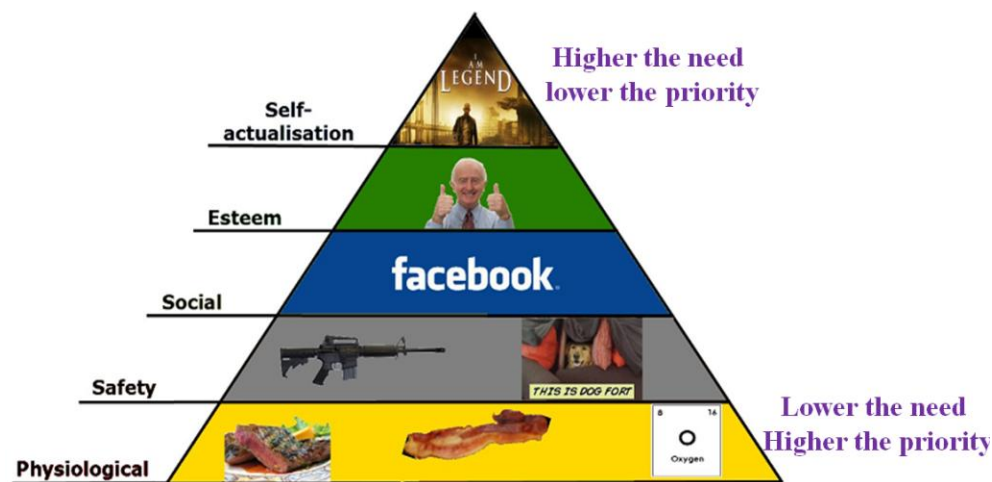 I AM
LEGEND
Higher the need
lower the priority
Self-
actualisation
Esteem
facebook.
Social
Safety
THIS IS DOG FORT
Lower the need
Higher the priority
8 16
O
Oxygen
Physiological